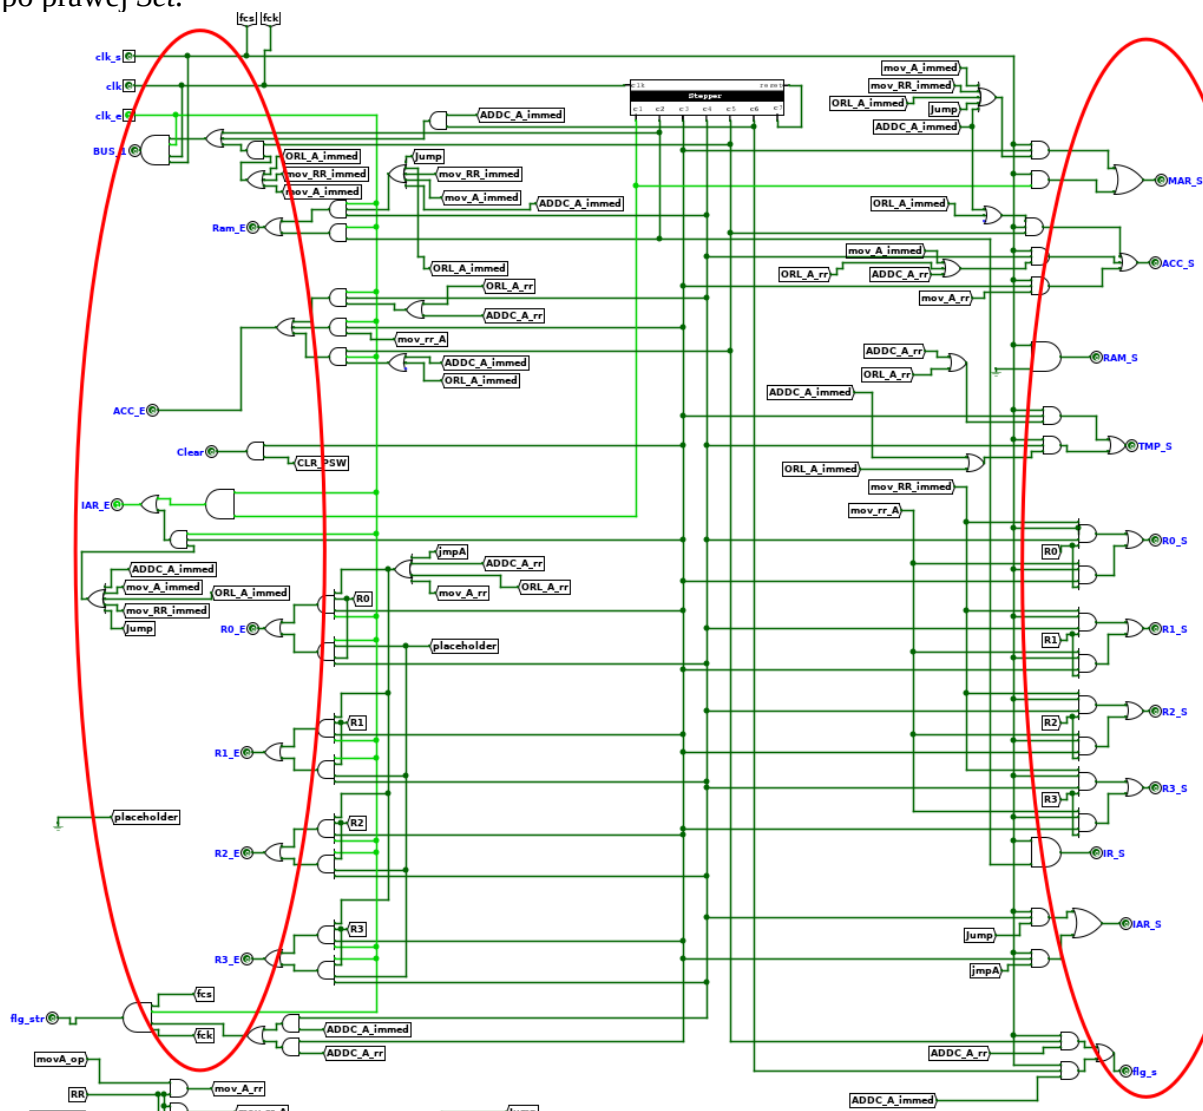 po prawej Set.
fcs fck
clk_s
clk
clk_e
BUS_1
clk reset
Stepper
c1 c2 c3 c4 c5 c6 c7
ADDC_A_immed
ORL_A_immed
mov_RR_immed
mov_A_immed
Jump
mov_RR_immed
mov_A_immed
ADDC_A_immed
Ram_E
ORL_A_immed
ORL_A_rr
ADDC_A_rr
mov_rr_A
ADDC_A_immed
ORL_A_immed
ACC_E
Clear
CLR_PSW
IAR_E
ADDC_A_immed
mov_A_immed
ORL_A_immed
mov_RR_immed
Jump
jmpA
ADDC_A_rr
ORL_A_rr
mov_A_rr
R0
R0_E
placeholder
R1
R1_E
placeholder
R2
R2_E
R3
R3_E
fcs
flg_str
fck
ADDC_A_immed
ADDC_A_rr
movA_op
RR
mov_A_rr
mov_A_immed
mov_RR_immed
ORL_A_immed
Jump
ADDC_A_immed
MAR_S
ORL_A_immed
mov_A_immed
ORL_A_rr
ADDC_A_rr
mov_A_rr
ACC_S
ADDC_A_rr
ORL_A_rr
RAM_S
ADDC_A_immed
ORL_A_immed
TMP_S
mov_RR_immed
mov_rr_A
R0
R0_S
R1
R1_S
R2
R2_S
R3
R3_S
IR_S
Jump
IAR_S
jmpA
ADDC_A_rr
flg_s
ADDC_A_immed